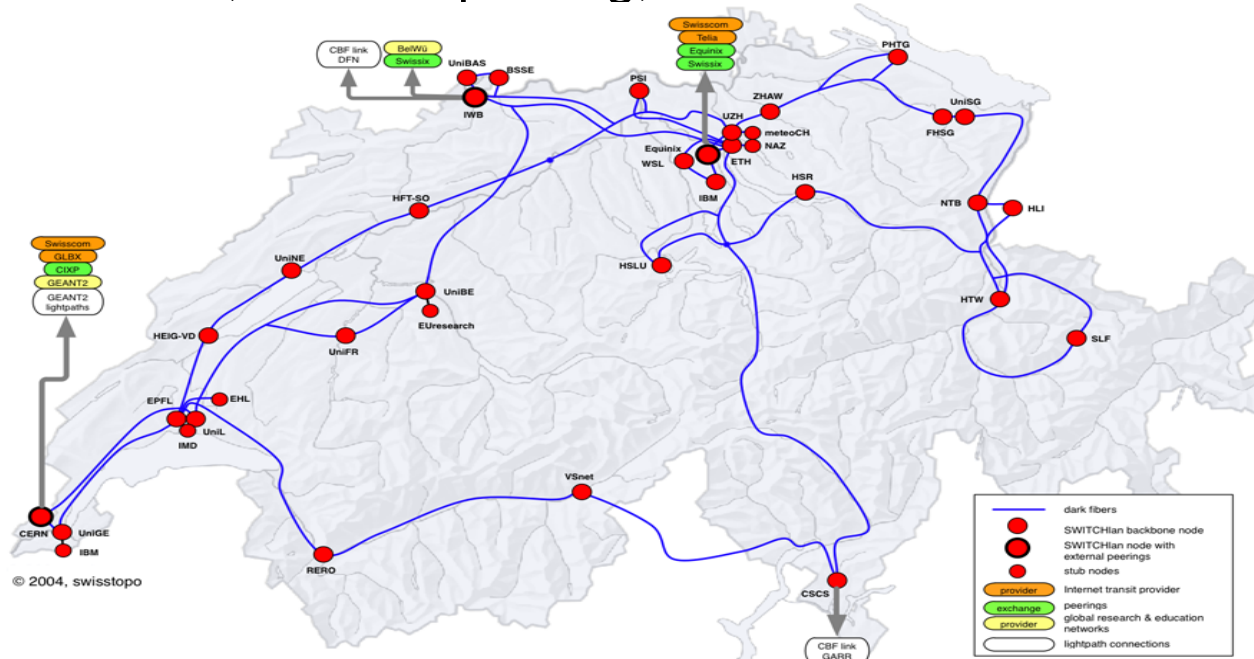 CBF link
DFN
BelWü
Swissix
Swisscom
Telia
Equinix
Swissix
UniBAS
BSSE
IWB
PSI
PHTG
ZHAW
UZH
meteoCH
NAZ
ETH
Equinix
WSL
IBM
FHSG
UniSG
HSR
NTB
HLI
HFT-SO
HSLU
Swisscom
GLBX
CIXP
GEANT2
GEANT2
lightpaths
UniNE
UniBE
EUresearch
HTW
SLF
HEIG-VD
UniFR
EPFL
EHL
UniL
IMD
VSnet
CERN
UniGE
IBM
RERO
CSCS
© 2004, swisstopo
CBF link
GARR
dark fibers
SWITCHlan backbone node
SWITCHlan node with
external peerings
stub nodes
provider Internet transit provider
exchange peerings
provider global research & education
networks
lightpath connections